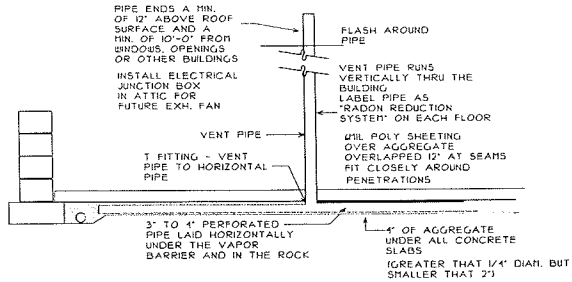 PIPE ENDS A MIN.
OF 12" ABOVE ROOF
SURFACE AND A
MIN. OF 10'-0" FROM
WINDOWS, OPENINGS
OR OTHER BUILDINGS
INSTALL ELECTRICAL
JUNCTION BOX
IN ATTIC FOR
FUTURE EXH. FAN
VENT PIPE
T FITTING - VENT
PIPE TO HORIZONTAL
PIPE
3" TO 4" PERFORATED
PIPE LAID HORIZONTALLY
UNDER THE VAPOR
BARRIER AND IN THE ROCK
FLASH AROUND
PIPE
VENT PIPE RUNS
VERTICALLY THRU THE
BUILDING
LABEL PIPE AS
"RADON REDUCTION
SYSTEM" ON EACH FLOOR
POLY SHEETING
OVER AGGREGATE
OVERLAPPED 12" AT SEAMS
FIT CLOSELY AROUND
PENETRATIONS
4" OF AGGREGATE
UNDER ALL CONCRETE
SLABS
(GREATER THAT 1/4" DIAM. BUT
SMALLER THAT 2")